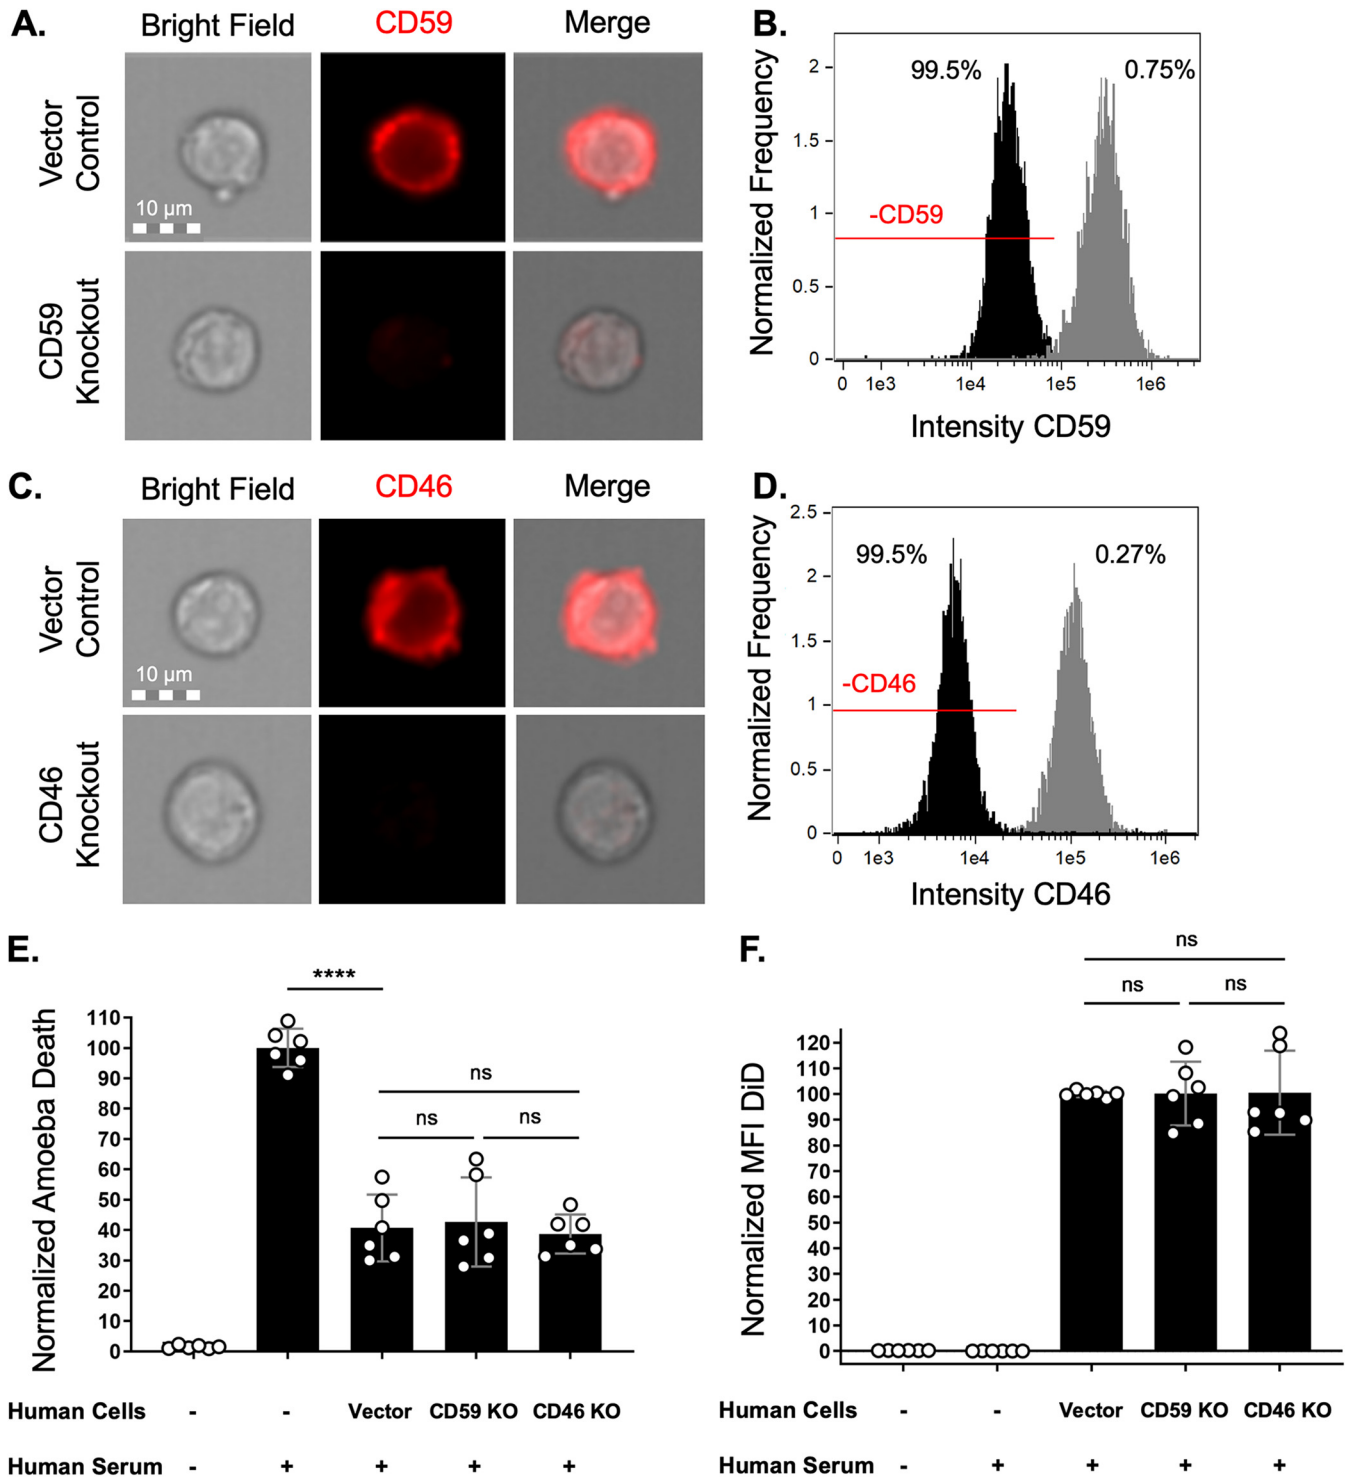 A.
Bright Field
CD59
Merge
Vector
Control
10 µm
CD59
Knockout
B.
Normalized Frequency
2
1.5
1
0.5
0
99.5%
0.75%
-CD59
0 1e3 1e4 1e5 1e6
Intensity CD59
C.
Bright Field
CD46
Merge
Vector
Control
10 µm
CD46
Knockout
D.
Normalized Frequency
2.5
2
1.5
1
0.5
0
99.5%
0.27%
-CD46
0 1e3 1e4 1e5 1e6
Intensity CD46
E.
Normalized Amoeba Death
110
100
90
80
70
60
50
40
30
20
10
0
****
ns
ns
ns
Human Cells - - Vector CD59 KO CD46 KO
Human Serum - + + + +
F.
Normalized MFI DiD
120
110
100
90
80
70
60
50
40
30
20
10
0
ns
ns
ns
Human Cells - - Vector CD59 KO CD46 KO
Human Serum - + + + +